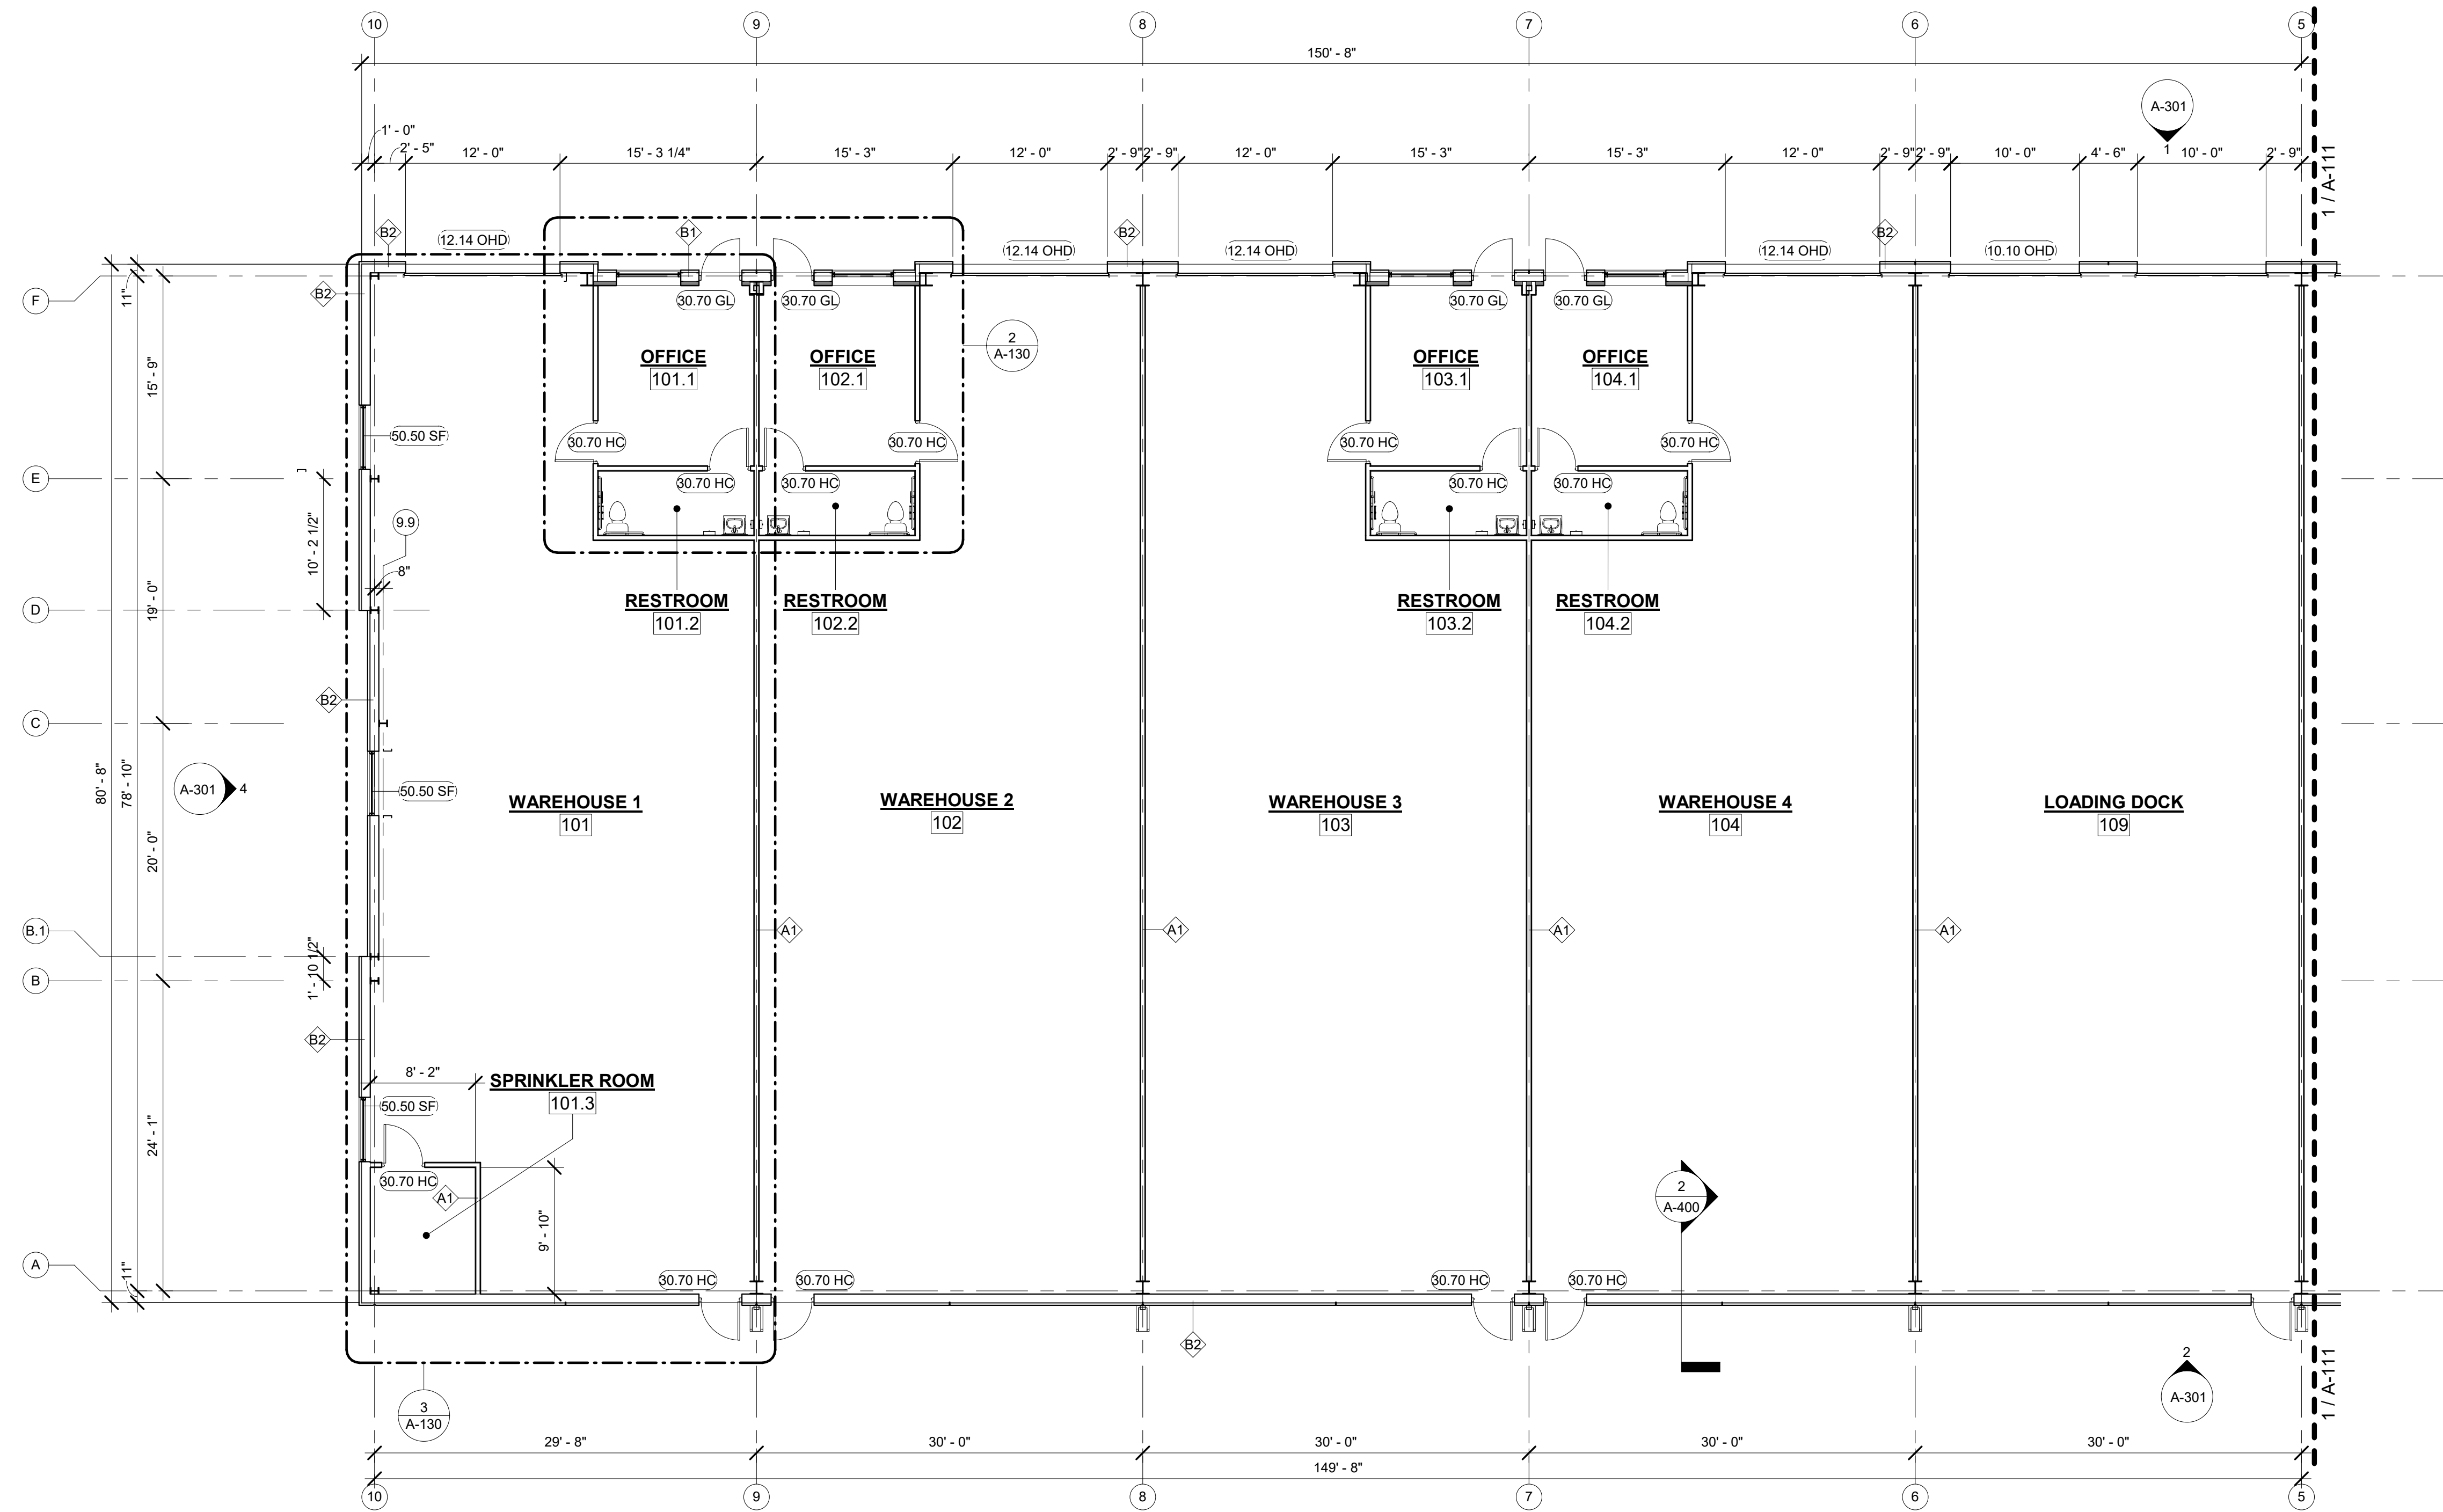 10
9
8
7
6
5
150' - 8"
A-301
1
1' - 0"
2' - 5"
12' - 0"
15' - 3 1/4"
15' - 3"
12' - 0"
2' - 9"
2' - 9"
12' - 0"
15' - 3"
15' - 3"
12' - 0"
2' - 9"
2' - 9"
10' - 0"
4' - 6"
10' - 0"
2' - 9"
1 / A-111
B2
12.14 OHD
B1
12.14 OHD
B2
12.14 OHD
12.14 OHD
B2
10.10 OHD
F
11"
B2
30.70 GL
30.70 GL
30.70 GL
30.70 GL
2
A-130
OFFICE
101.1
OFFICE
102.1
OFFICE
103.1
OFFICE
104.1
15' - 9"
50.50 SF
30.70 HC
30.70 HC
30.70 HC
30.70 HC
E
30.70 HC
30.70 HC
30.70 HC
30.70 HC
9.9
10' - 2 1/2"
8"
19' - 0"
D
RESTROOM
101.2
RESTROOM
102.2
RESTROOM
103.2
RESTROOM
104.2
B2
C
80' - 8"
78' - 10"
A-301
4
50.50 SF
WAREHOUSE 1
101
WAREHOUSE 2
102
WAREHOUSE 3
103
WAREHOUSE 4
104
LOADING DOCK
109
20' - 0"
B.1
A1
A1
A1
A1
1' - 10 1/2"
B
B2
8' - 2"
SPRINKLER ROOM
101.3
50.50 SF
24' - 1"
30.70 HC
A1
9' - 10"
2
A-400
A
11"
30.70 HC
30.70 HC
30.70 HC
30.70 HC
B2
2
A-301
1 / A-111
3
A-130
29' - 8"
30' - 0"
30' - 0"
30' - 0"
30' - 0"
149' - 8"
10
9
8
7
6
5